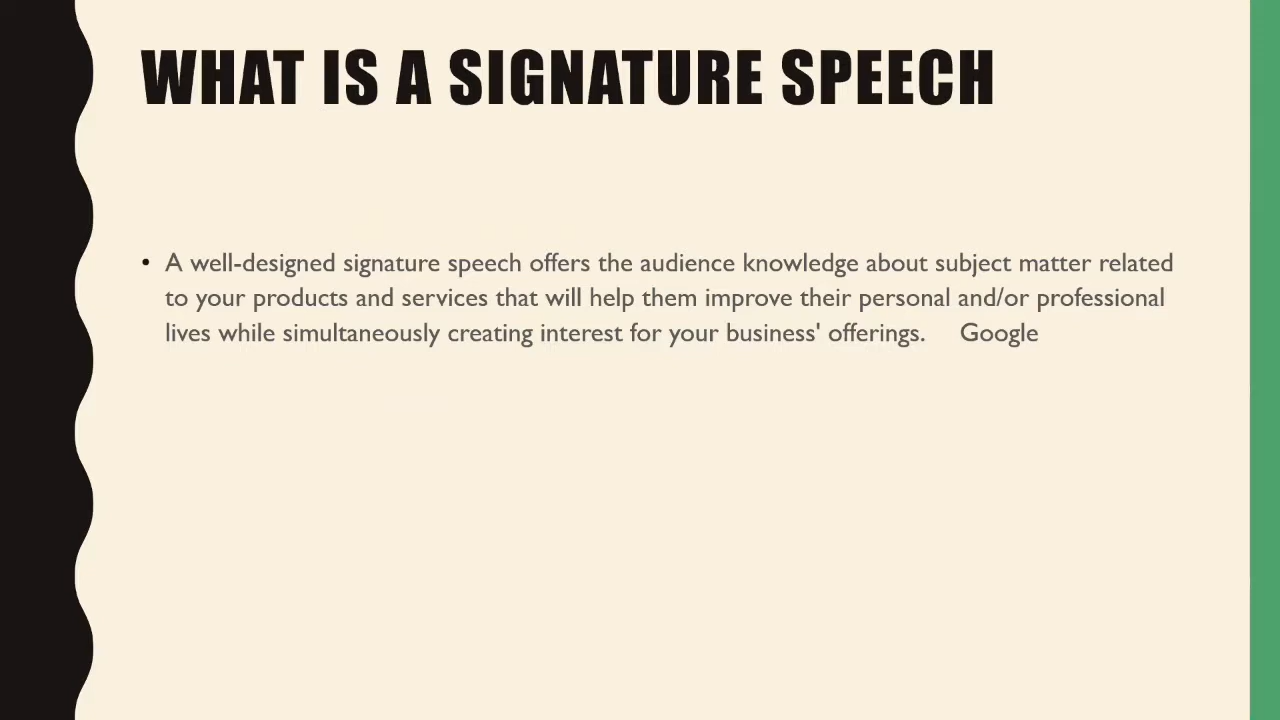 WHAT IS A SIGNATURE SPEECH
• A well-designed signature speech offers the audience knowledge about subject matter related
to your products and services that will help them improve their personal and/or professional
lives while simultaneously creating interest for your business' offerings. Google